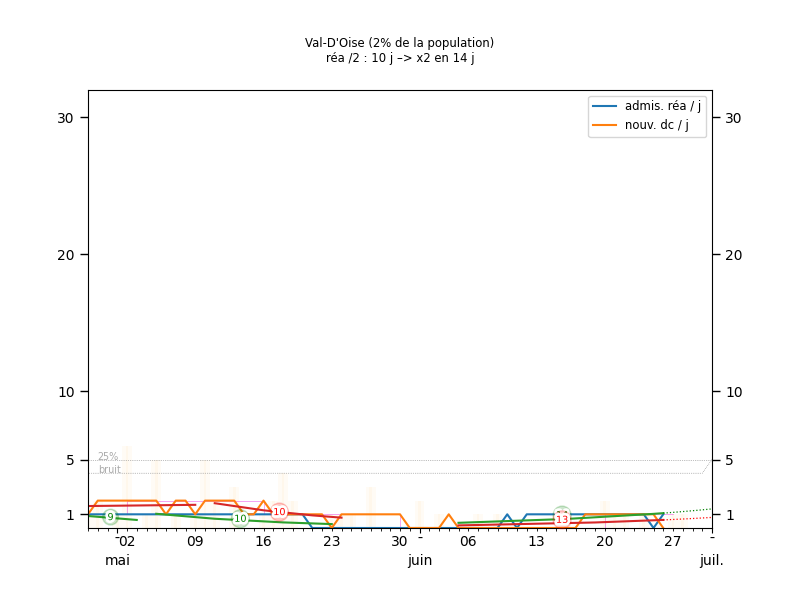 Val-D'Oise (2% de la population)
réa /2 : 10 j –> x2 en 14 j
admis. réa / j
nouv. dc / j
30 30
20 20
10 10
25%
5 5
bruit
1 1
9 10 10 13
02 09 16 23 30 06 13 20 27
mai juin juil.